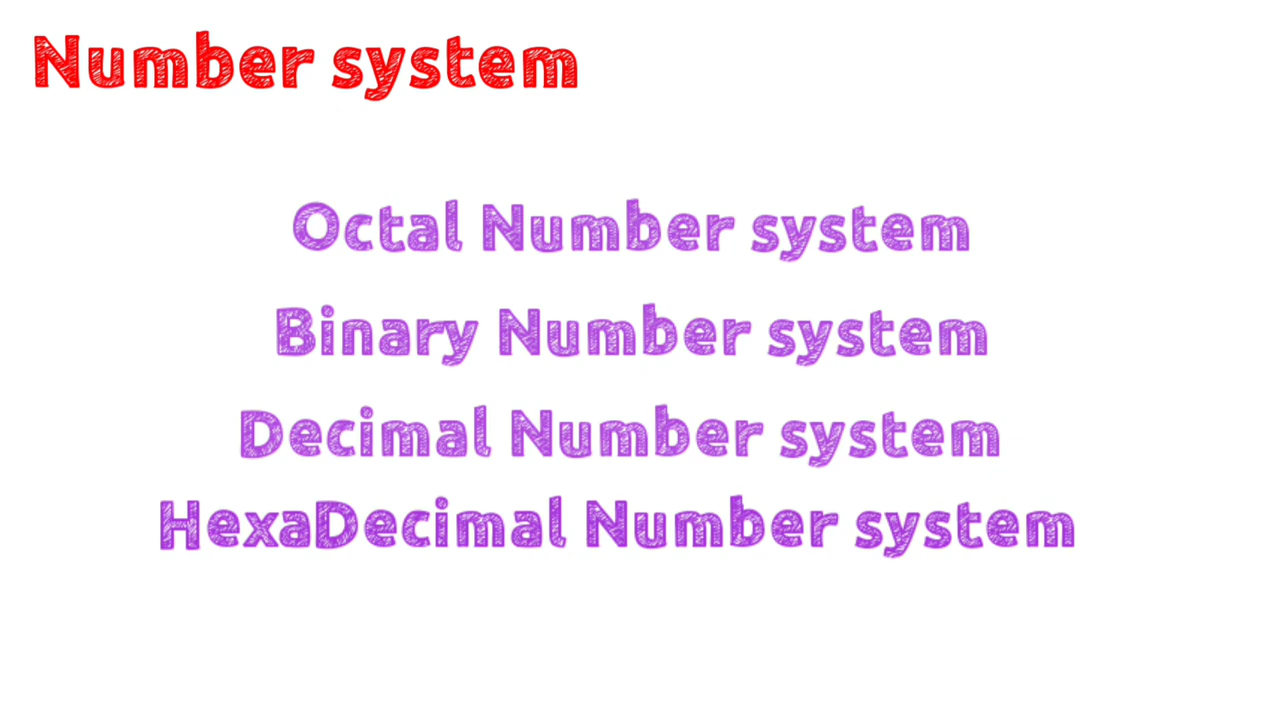 Number system
Octal Number system
Binary Number system
Decimal Number system
HexaDecimal Number system